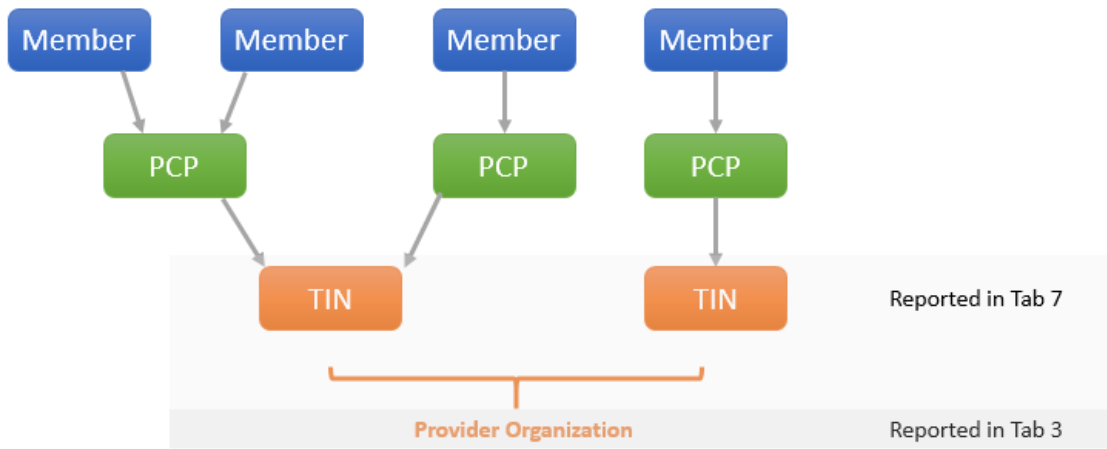 Member Member Member Member
PCP PCP PCP
TIN TIN Reported in Tab 7
Provider Organization Reported in Tab 3